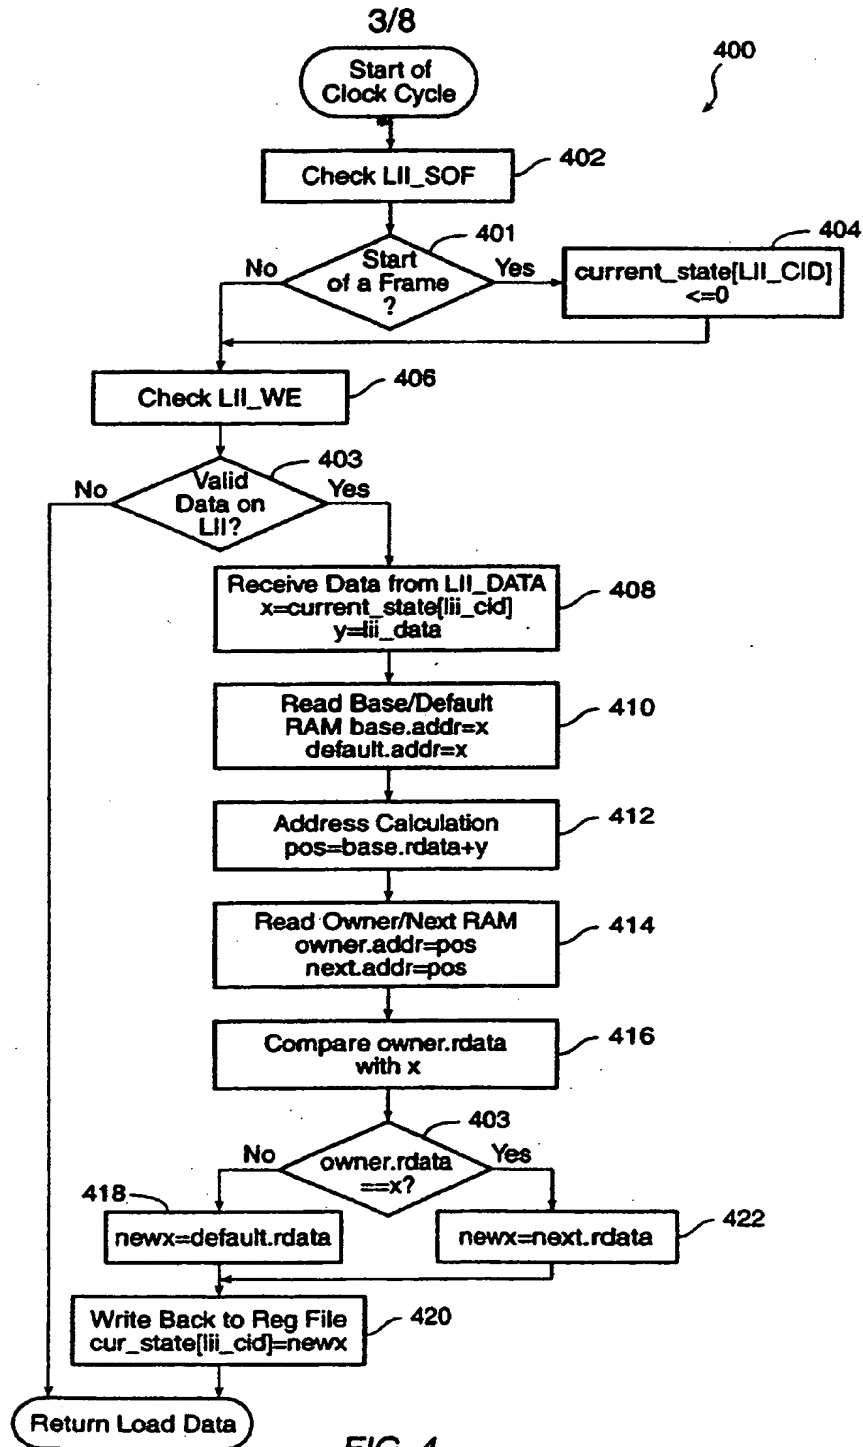 3/8
Start of
Clock Cycle
400
Check LII_SOF
402
401
Start
of a Frame
?
No
Yes
404
current_state[LII_CID]
<=0
Check LII_WE
406
403
Valid
Data on
LII?
No
Yes
Receive Data from LII_DATA
x=current_state[lii_cid]
y=lii_data
408
Read Base/Default
RAM base.addr=x
default.addr=x
410
Address Calculation
pos=base.rdata+y
412
Read Owner/Next RAM
owner.addr=pos
next.addr=pos
414
Compare owner.rdata
with x
416
403
No
owner.rdata
==x?
Yes
418
newx=default.rdata
newx=next.rdata
422
Write Back to Reg File
cur_state[lii_cid]=newx
420
Return Load Data
FIG. 4